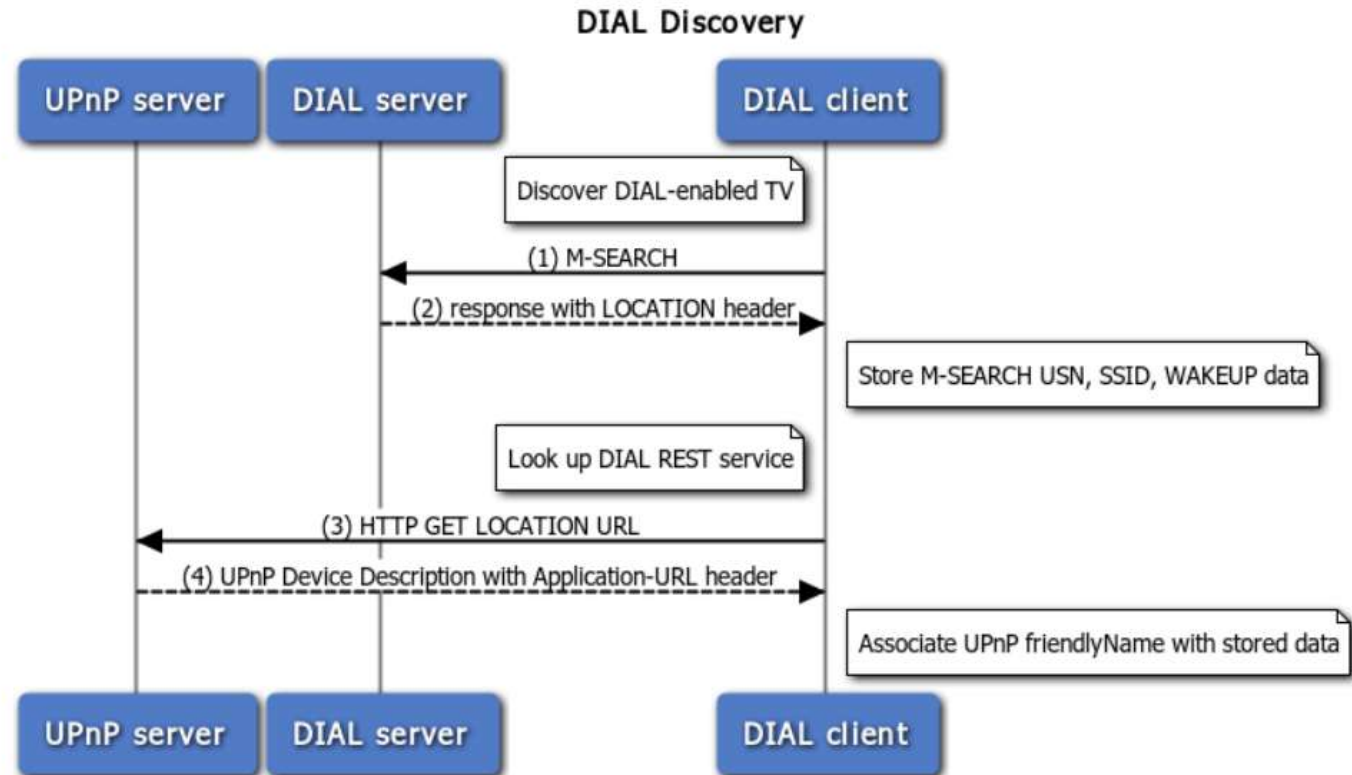 DIAL Discovery
UPnP server
DIAL server
DIAL client
Discover DIAL-enabled TV
(1) M-SEARCH
(2) response with LOCATION header
Store M-SEARCH USN, SSID, WAKEUP data
Look up DIAL REST service
(3) HTTP GET LOCATION URL
(4) UPnP Device Description with Application-URL header
Associate UPnP friendlyName with stored data
UPnP server
DIAL server
DIAL client